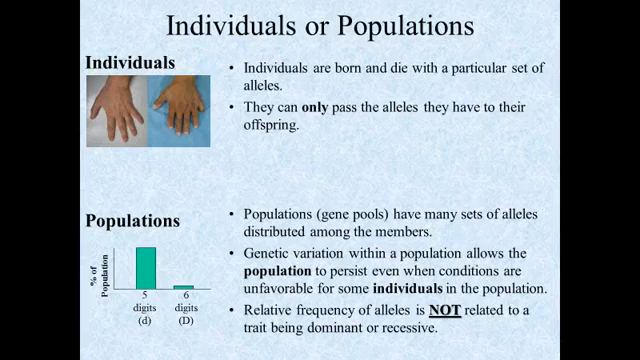 Individuals or Populations
Individuals
• Individuals are born and die with a particular set of
alleles.
• They can only pass the alleles they have to their
offspring.
Populations
% of
Population
5
digits
(d)
6
digits
(D)
• Populations (gene pools) have many sets of alleles
distributed among the members.
• Genetic variation within a population allows the
population to persist even when conditions are
unfavorable for some individuals in the population.
• Relative frequency of alleles is NOT related to a
trait being dominant or recessive.